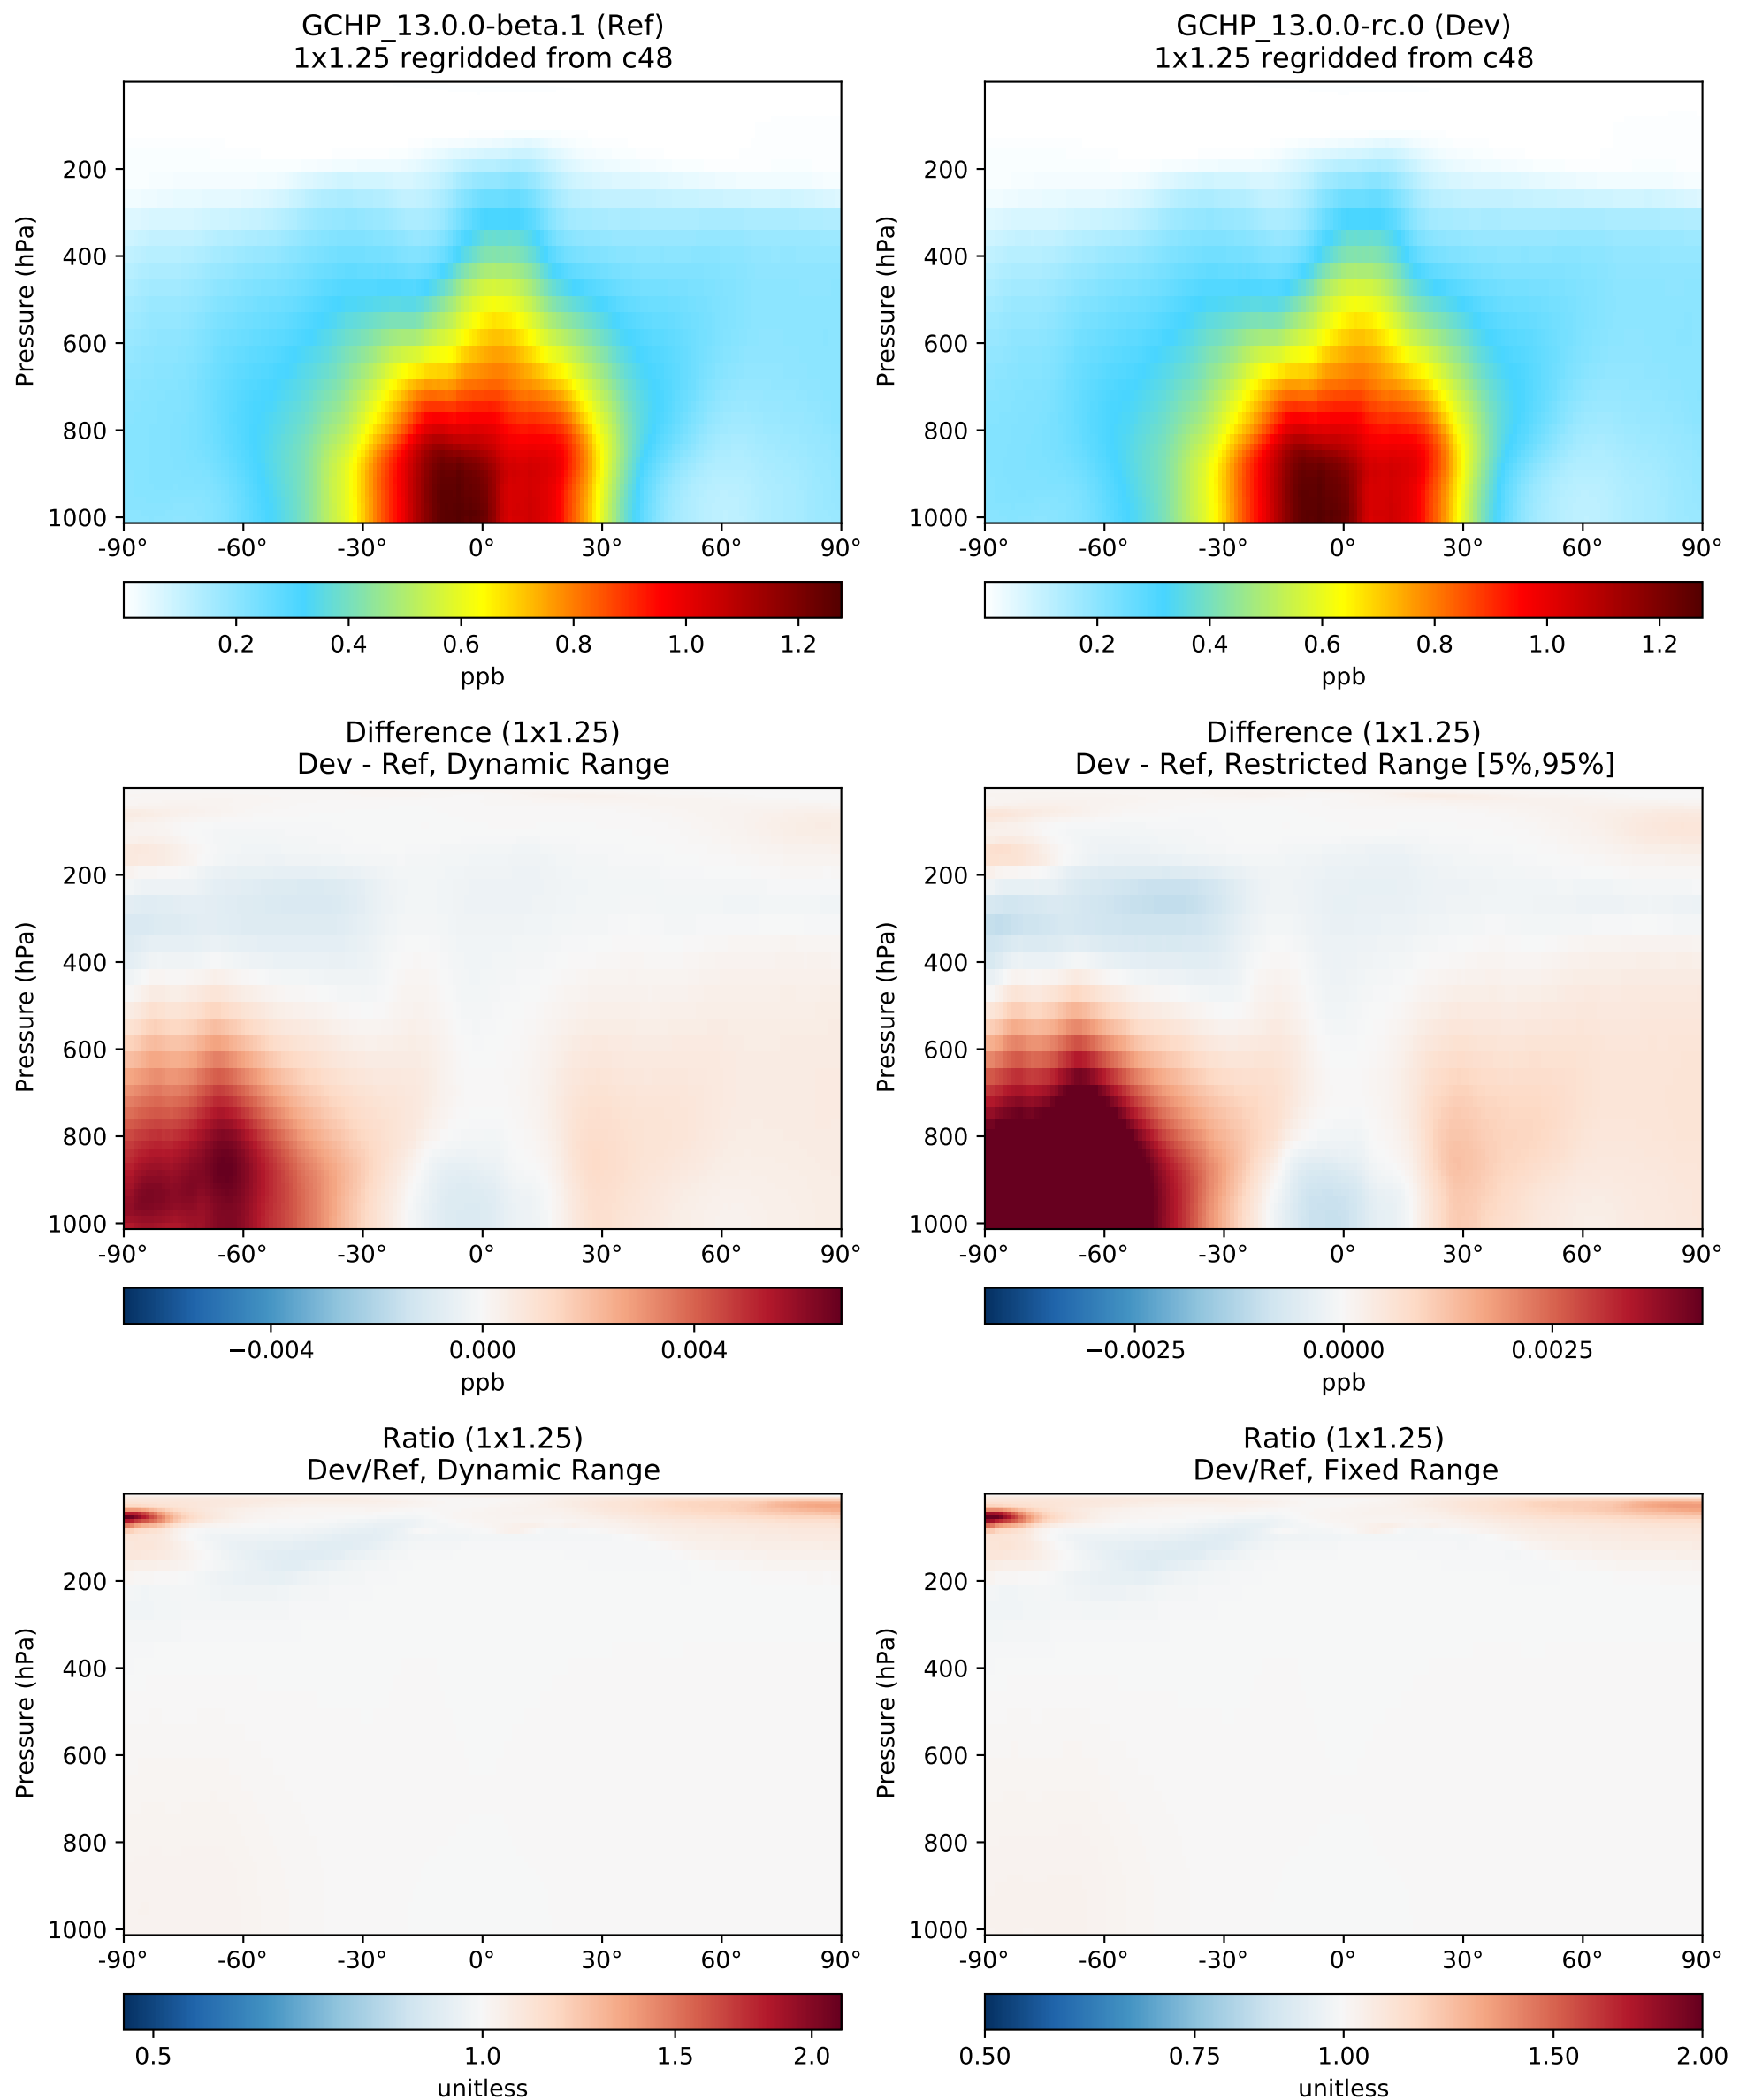 GCHP_13.0.0-beta.1 (Ref)
1x1.25 regridded from c48
Pressure (hPa)
200
400
600
800
1000
-90° -60° -30° 0° 30° 60° 90°
0.2 0.4 0.6 0.8 1.0 1.2
ppb
GCHP_13.0.0-rc.0 (Dev)
1x1.25 regridded from c48
Pressure (hPa)
200
400
600
800
1000
-90° -60° -30° 0° 30° 60° 90°
0.2 0.4 0.6 0.8 1.0 1.2
ppb
Difference (1x1.25)
Dev - Ref, Dynamic Range
Pressure (hPa)
200
400
600
800
1000
-90° -60° -30° 0° 30° 60° 90°
−0.004 0.000 0.004
ppb
Difference (1x1.25)
Dev - Ref, Restricted Range [5%,95%]
Pressure (hPa)
200
400
600
800
1000
-90° -60° -30° 0° 30° 60° 90°
−0.0025 0.0000 0.0025
ppb
Ratio (1x1.25)
Dev/Ref, Dynamic Range
Pressure (hPa)
200
400
600
800
1000
-90° -60° -30° 0° 30° 60° 90°
0.5 1.0 1.5 2.0
unitless
Ratio (1x1.25)
Dev/Ref, Fixed Range
Pressure (hPa)
200
400
600
800
1000
-90° -60° -30° 0° 30° 60° 90°
0.50 0.75 1.00 1.50 2.00
unitless